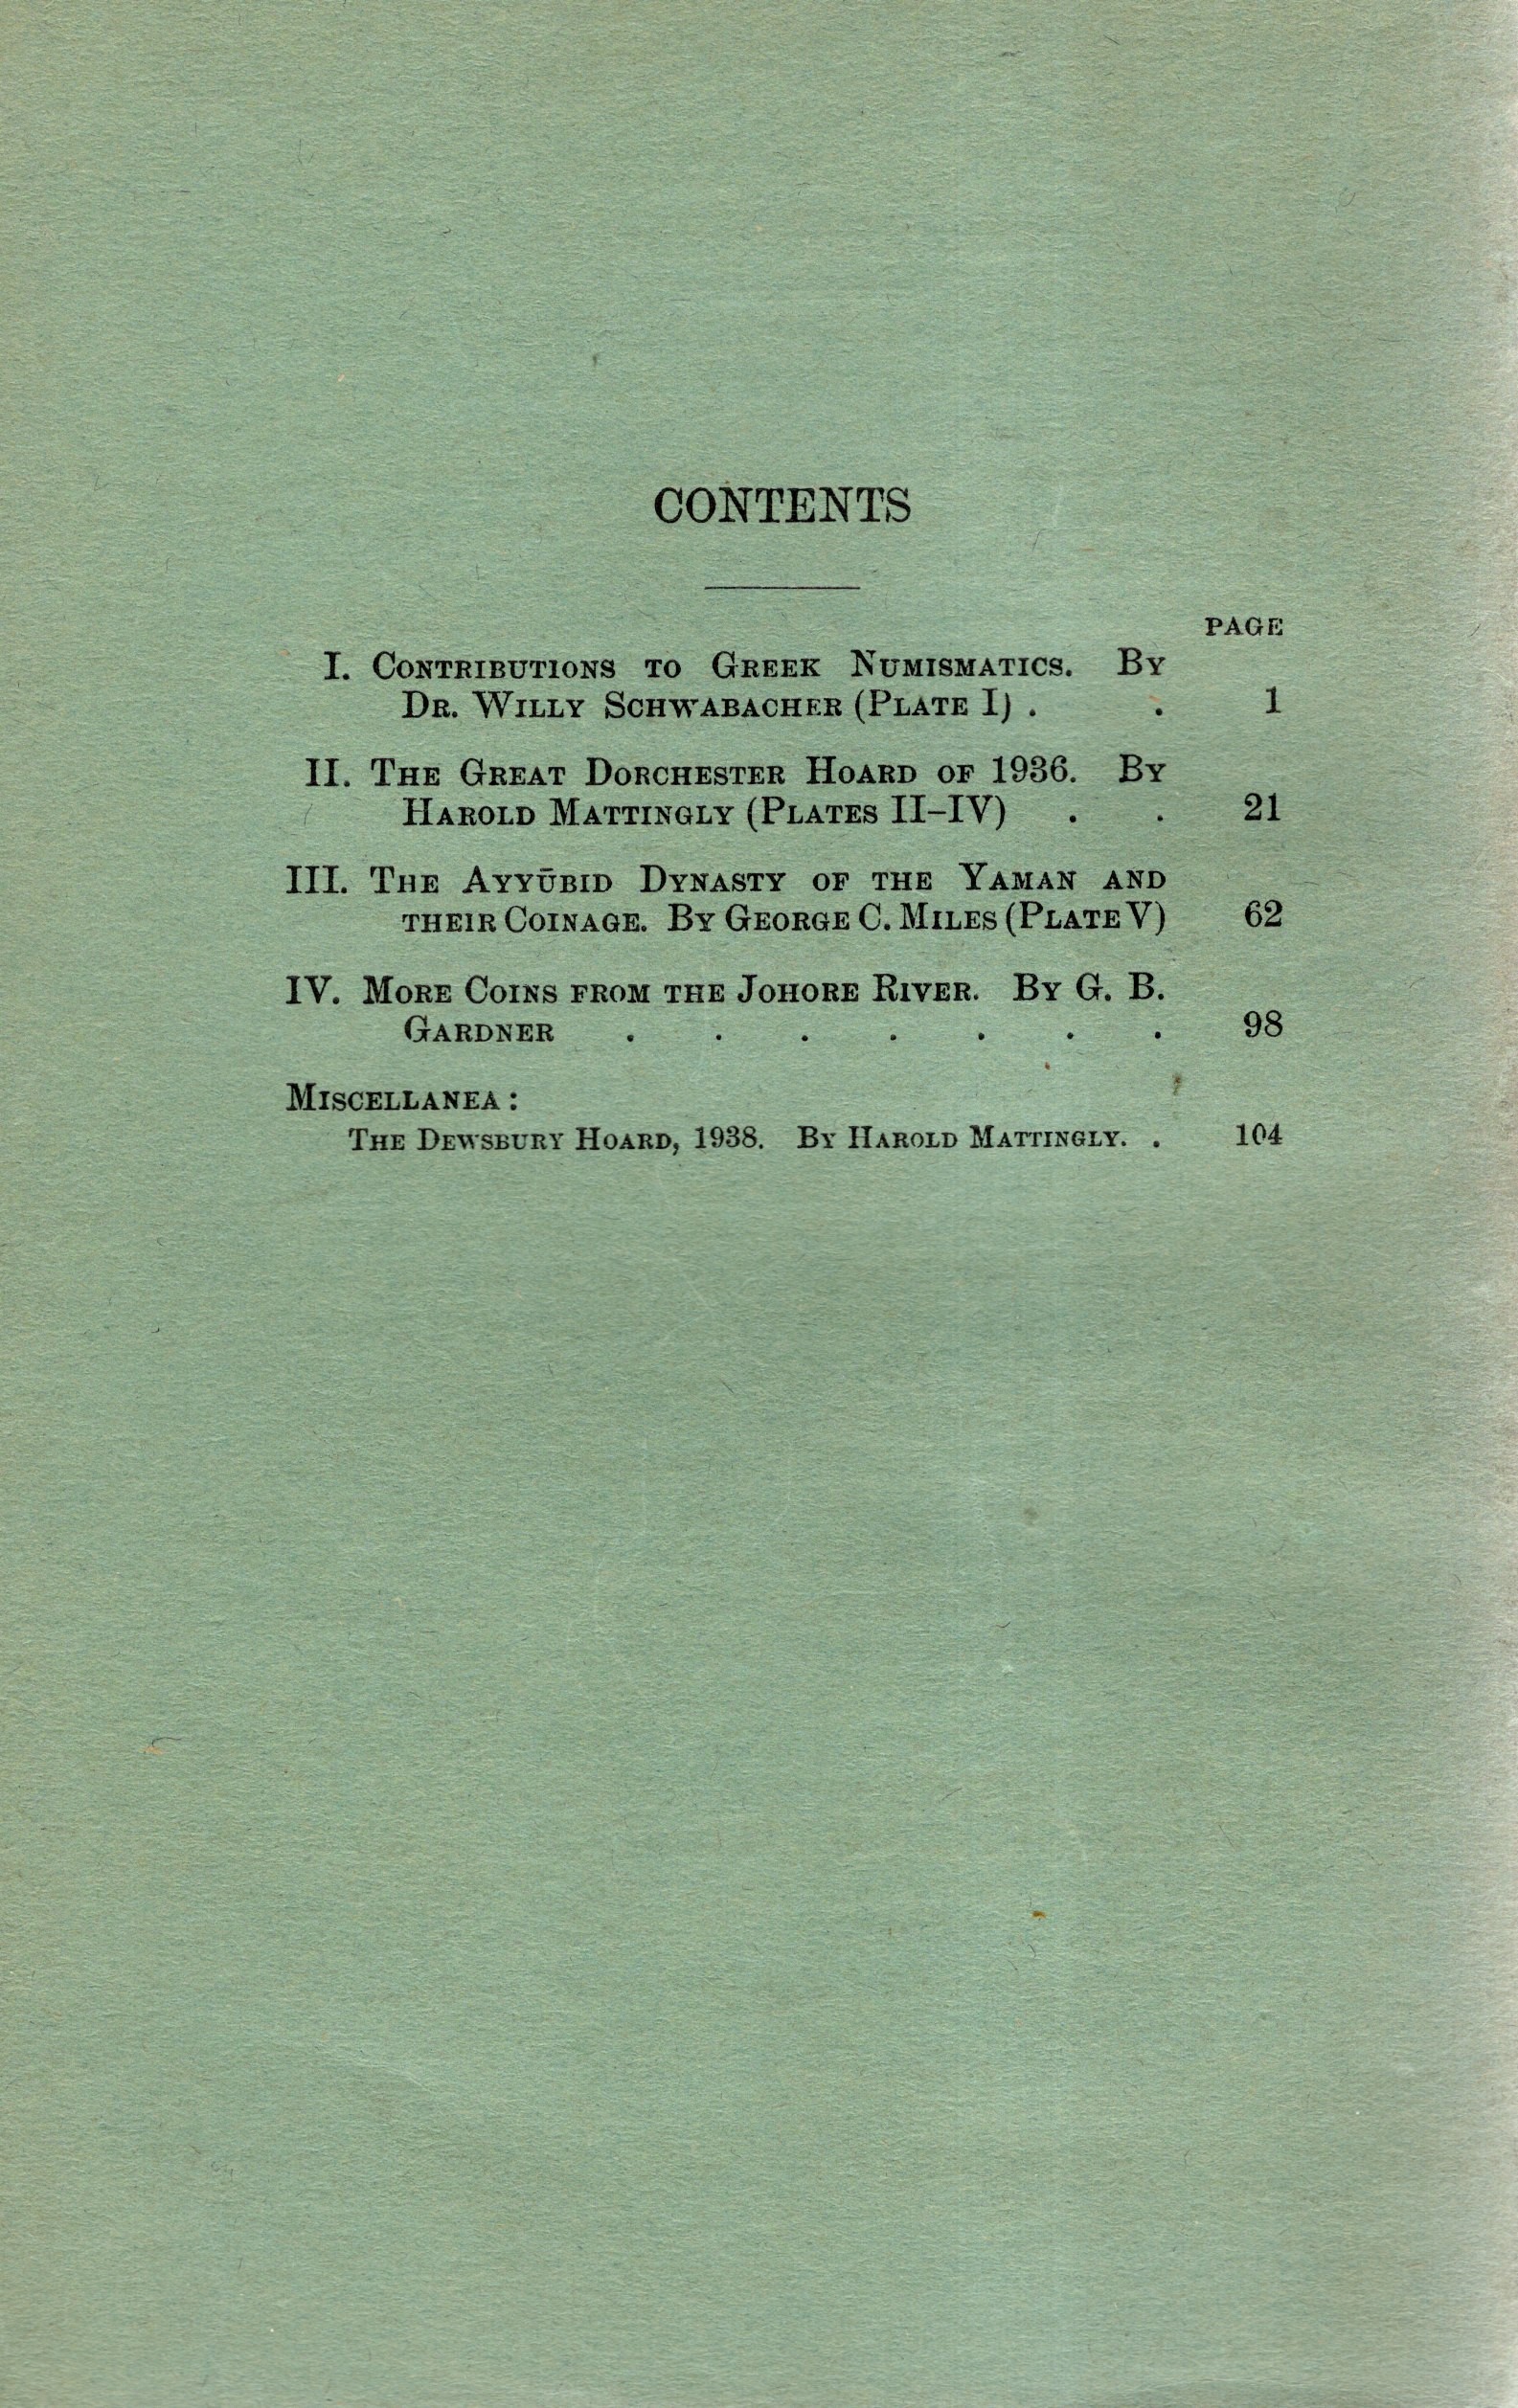 CONTENTS
PAGE
I. CONTRIBUTIONS TO GREEK NUMISMATICS. BY
DR. WILLY SCHWABACHER (PLATE I) . . 1
II. THE GREAT DORCHESTER HOARD OF 1936. BY
HAROLD MATTINGLY (PLATES II–IV) . . 21
III. THE AYYŪBID DYNASTY OF THE YAMAN AND
THEIR COINAGE. BY GEORGE C. MILES (PLATE V) 62
IV. MORE COINS FROM THE JOHORE RIVER. BY G. B.
GARDNER . . . . . . . 98
MISCELLANEA :
THE DEWSBURY HOARD, 1938. BY HAROLD MATTINGLY. . 104